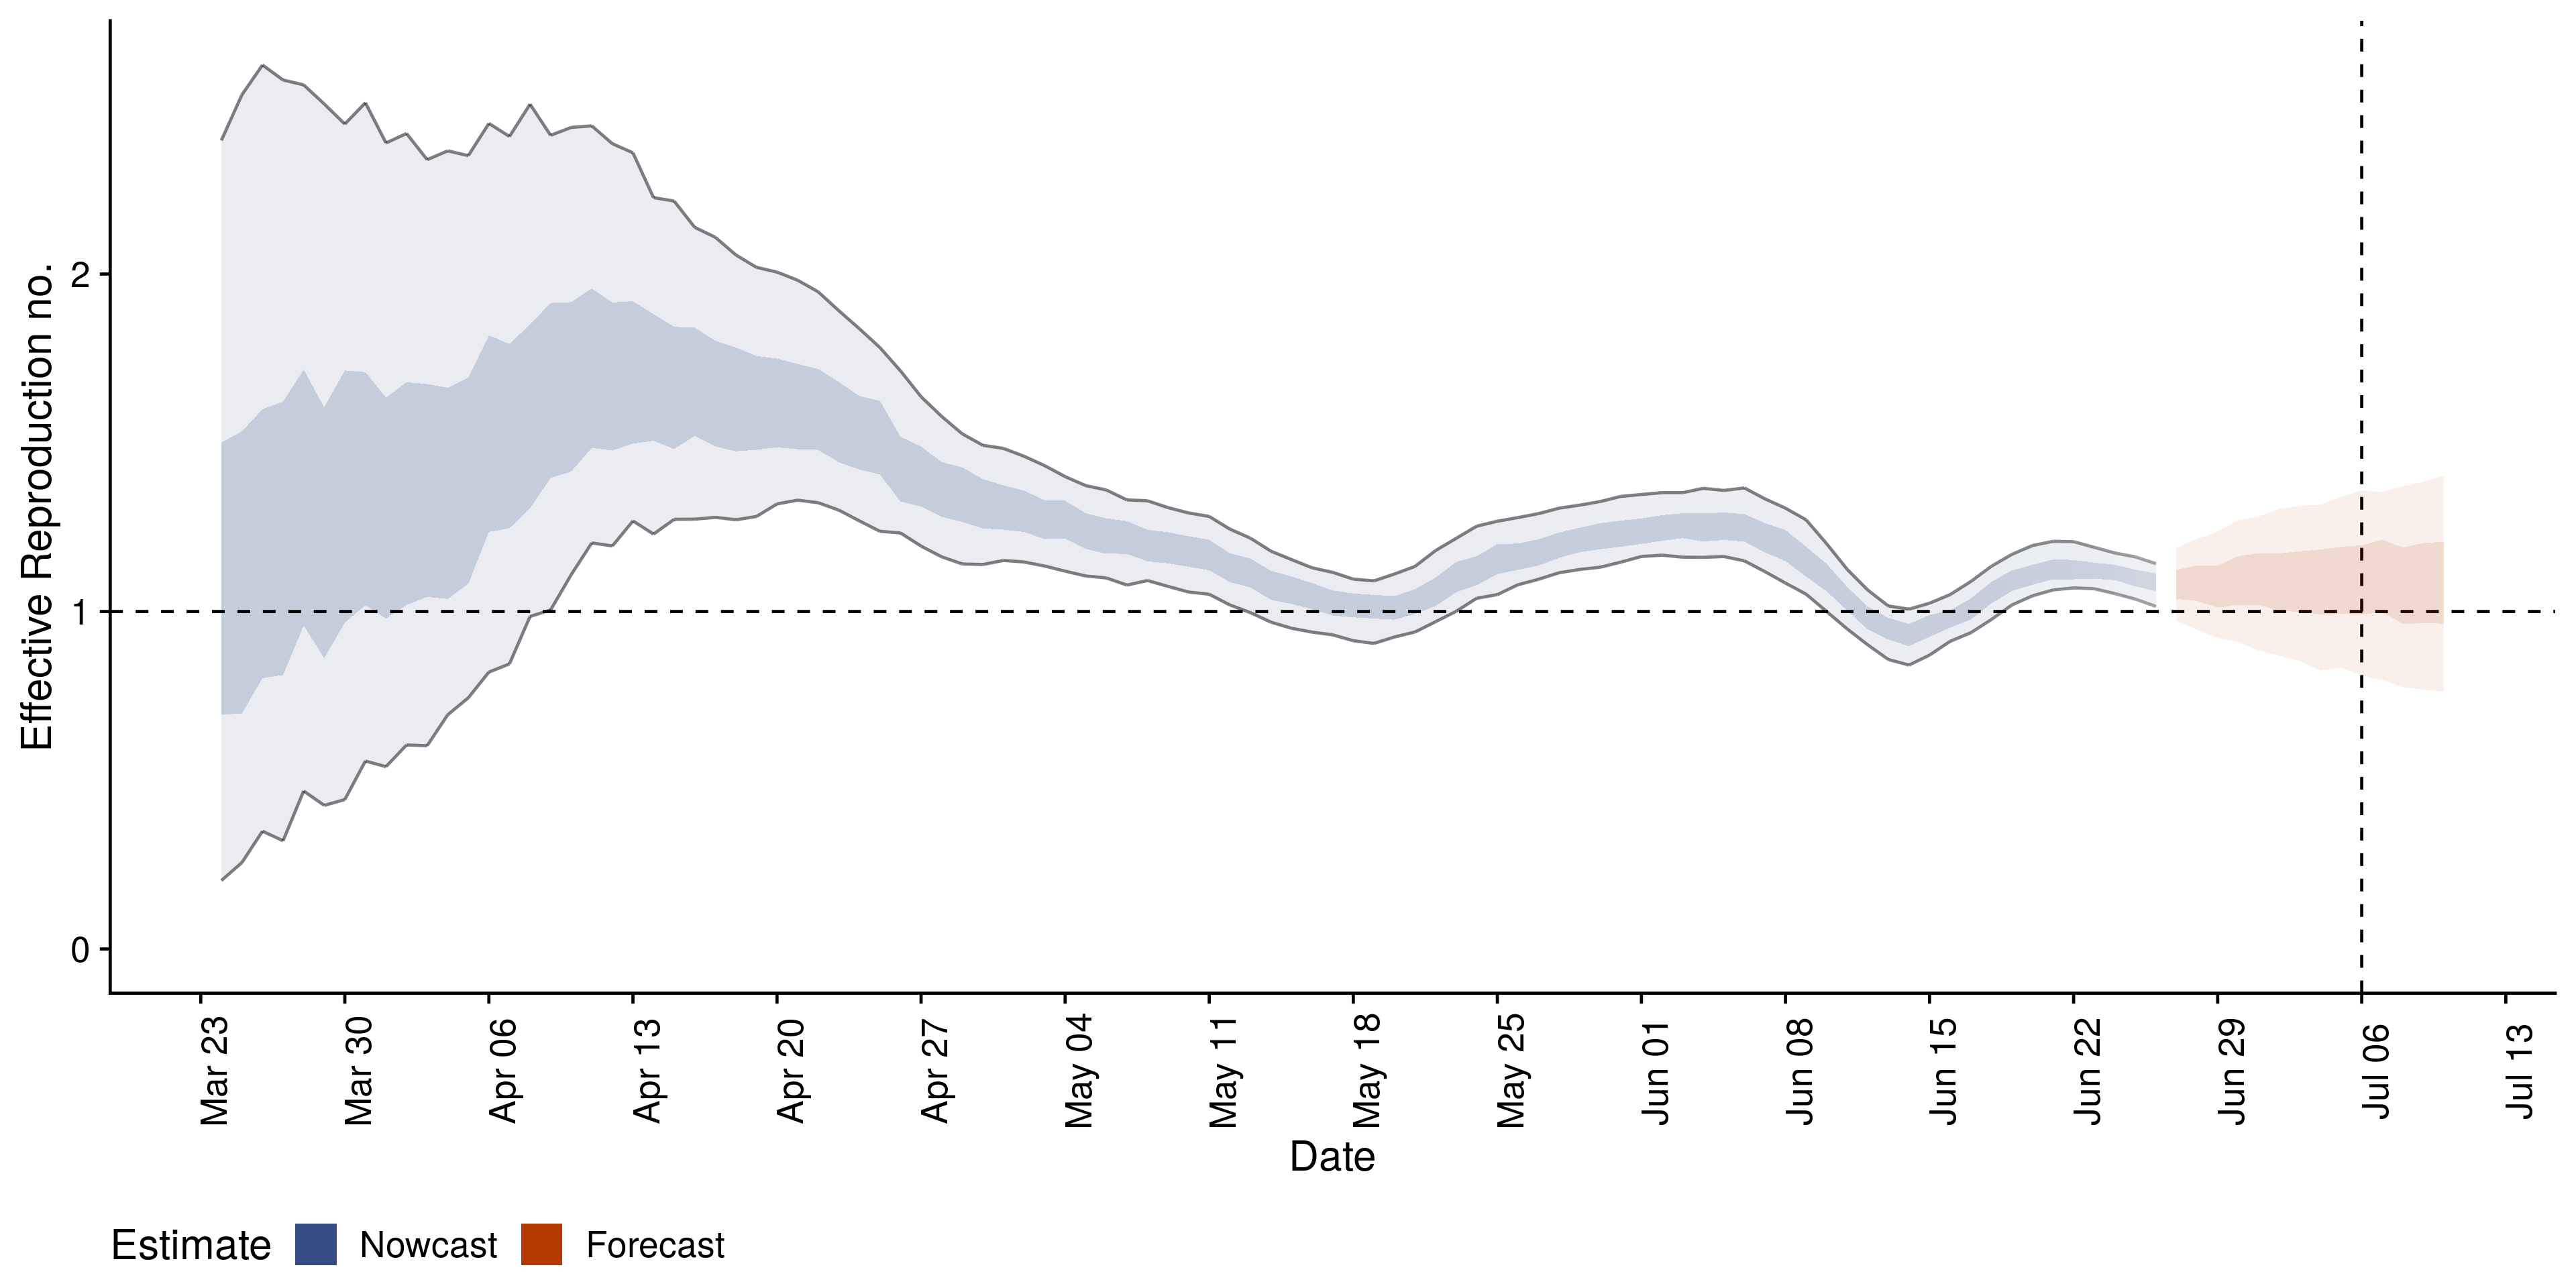 Effective Reproduction no.
2
1
0
Mar 23
Mar 30
Apr 06
Apr 13
Apr 20
Apr 27
May 04
May 11
May 18
May 25
Jun 01
Jun 08
Jun 15
Jun 22
Jun 29
Jul 06
Jul 13
Date
Estimate Nowcast Forecast